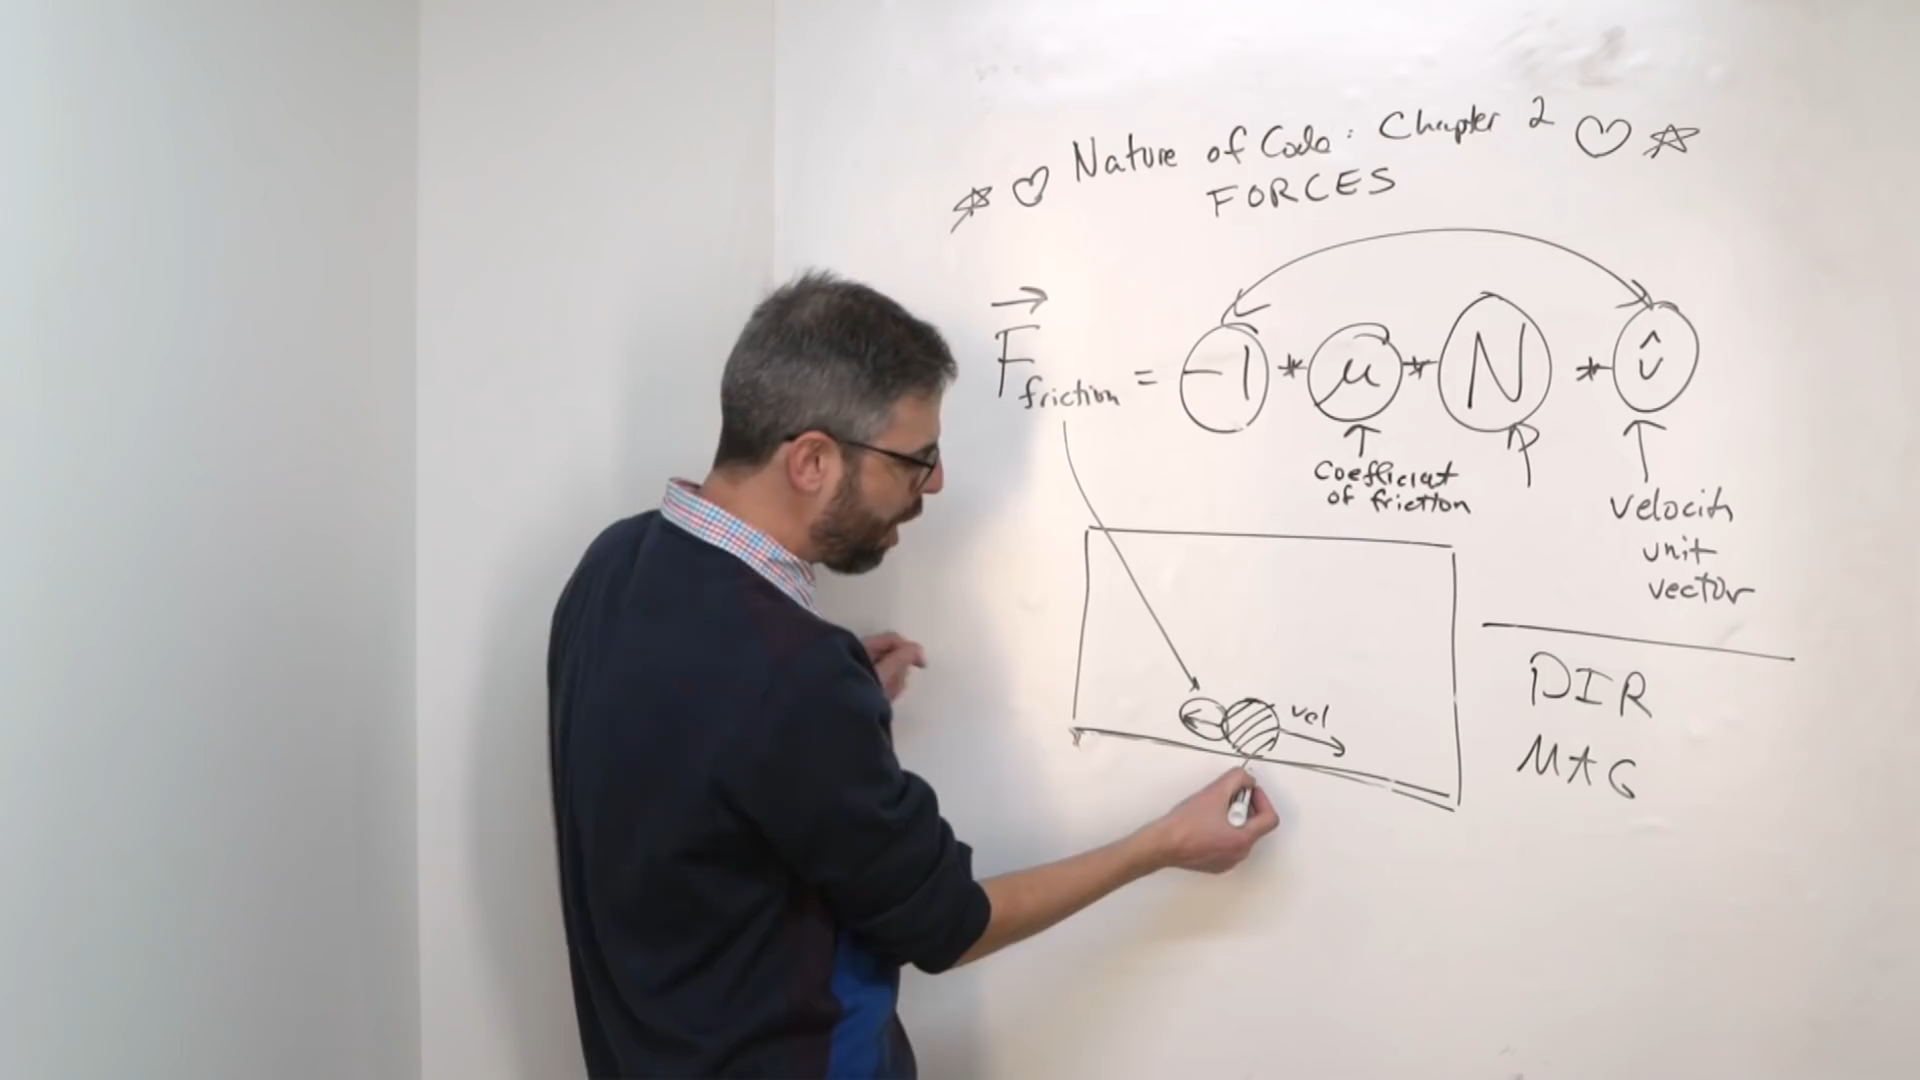 Nature of Code: Chapter 2
FORCES
F friction = -1 * μ * N * v̂
coefficient
of friction
velocity
unit
vector
vel
DIR
MAG